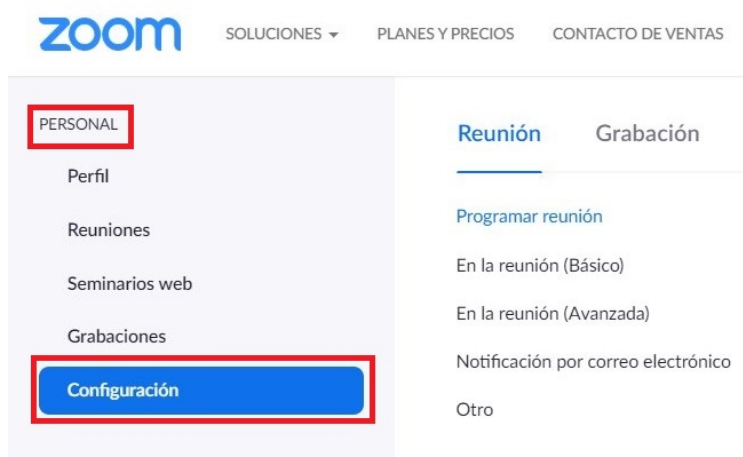 zoom SOLUCIONES PLANES Y PRECIOS CONTACTO DE VENTAS
PERSONAL
Perfil
Reuniones
Seminarios web
Grabaciones
Configuración
Reunión Grabación
Programar reunión
En la reunión (Básico)
En la reunión (Avanzada)
Notificación por correo electrónico
Otro